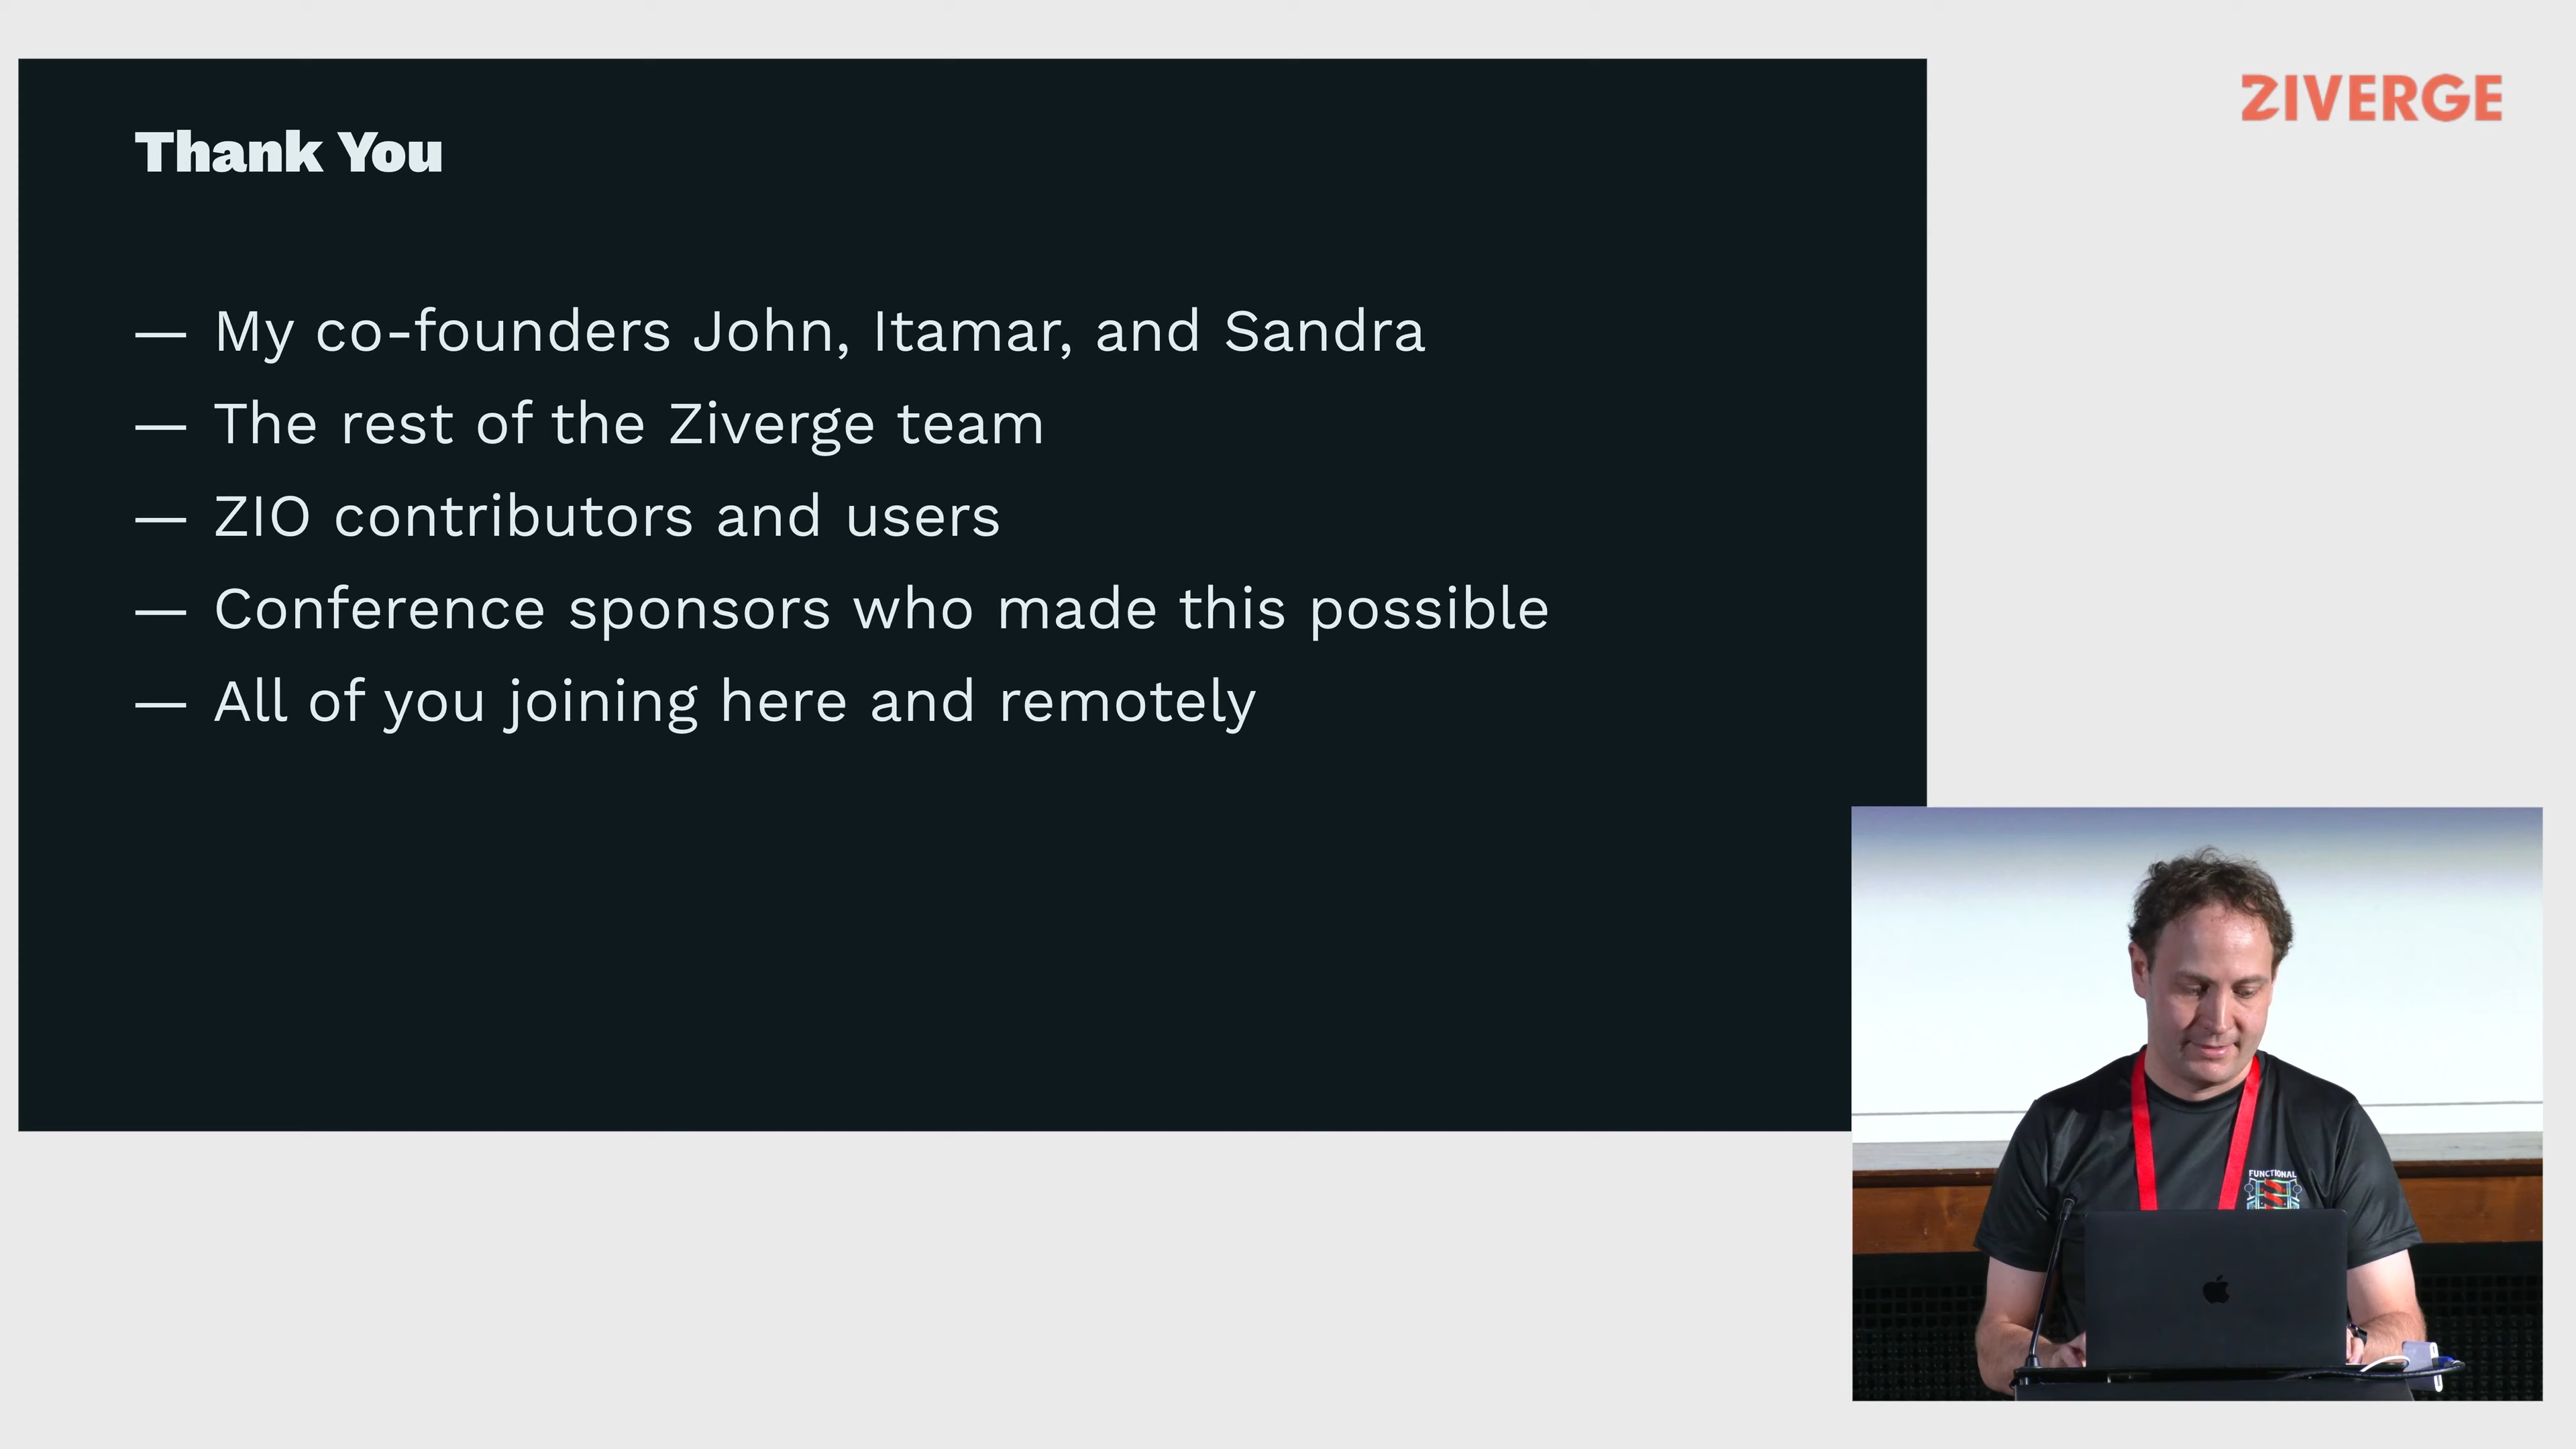 Thank You
— My co-founders John, Itamar, and Sandra
— The rest of the Ziverge team
— ZIO contributors and users
— Conference sponsors who made this possible
— All of you joining here and remotely
ZIVERGE
FUNCTIONAL